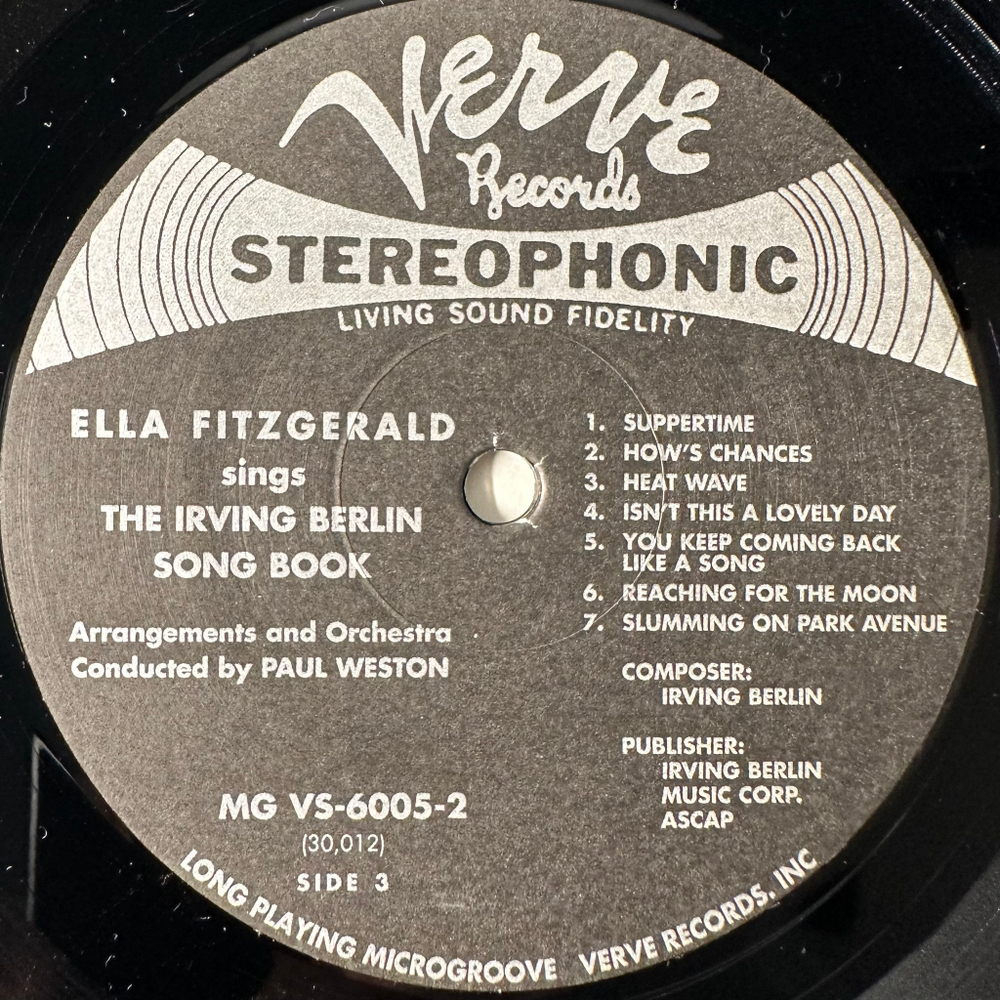 Verve
Records
STEREOPHONIC
LIVING SOUND FIDELITY
ELLA FITZGERALD
sings
THE IRVING BERLIN
SONG BOOK
Arrangements and Orchestra
Conducted by PAUL WESTON
1. SUPPERTIME
2. HOW'S CHANCES
3. HEAT WAVE
4. ISN'T THIS A LOVELY DAY
5. YOU KEEP COMING BACK
LIKE A SONG
6. REACHING FOR THE MOON
7. SLUMMING ON PARK AVENUE
COMPOSER:
IRVING BERLIN
PUBLISHER:
IRVING BERLIN
MUSIC CORP.
ASCAP
MG VS-6005-2
(30,012)
SIDE 3
LONG PLAYING MICROGROOVE VERVE RECORDS, INC